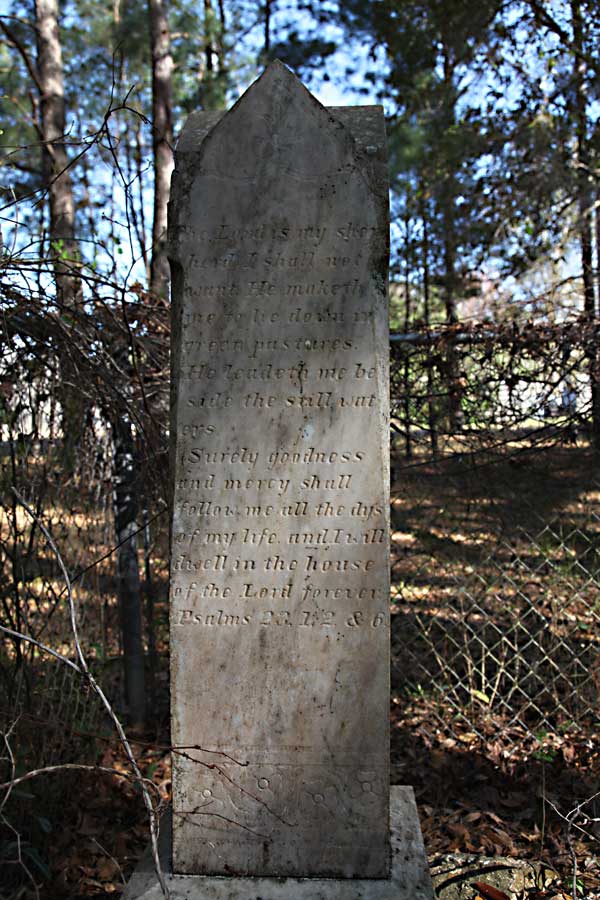 The Lord is my shep
herd I shall not
want. He maketh
me to lie down in
green pastures.
He leadeth me be
side the still wat
ers
Surely goodness
and mercy shall
follow me all the dys
of my life and I will
dwell in the house
of the Lord forever
Psalms 23. 1, 2, & 6